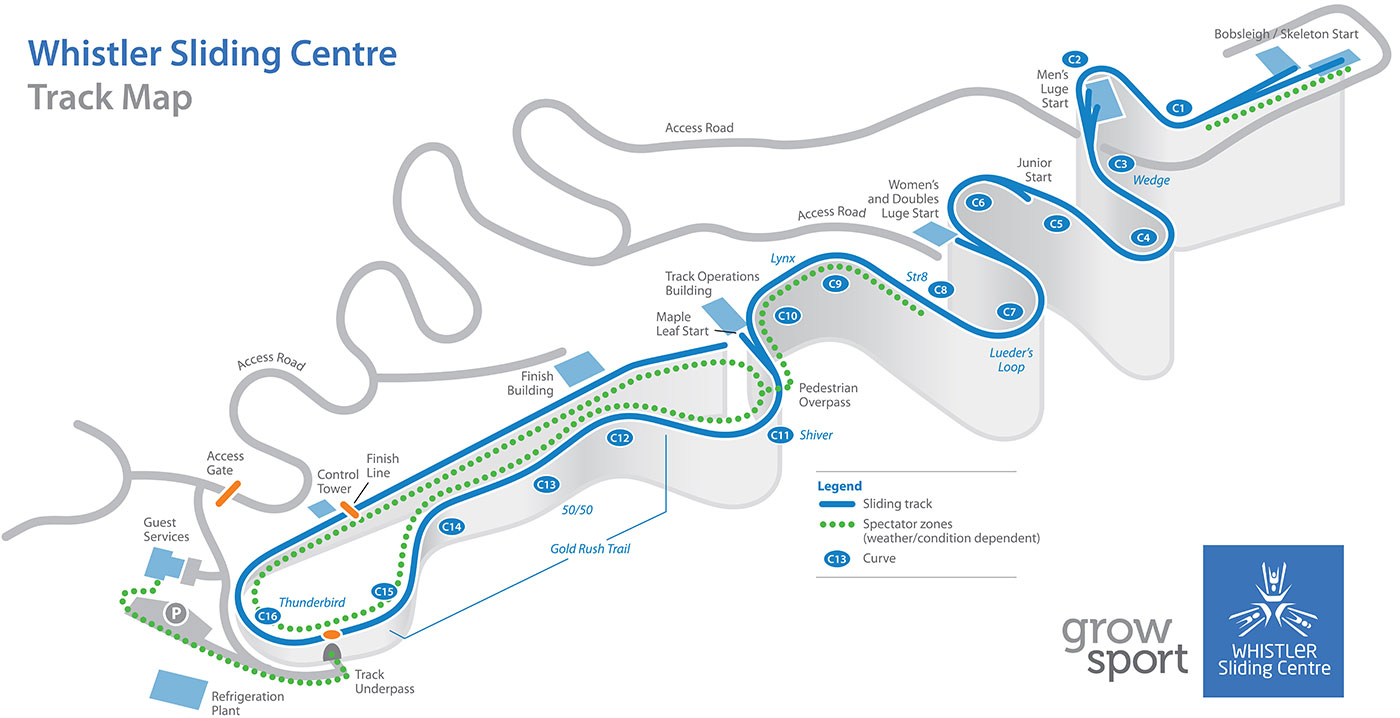 Whistler Sliding Centre
Track Map
Bobsleigh / Skeleton Start
C2
Men's
Luge
Start
C1
Access Road
C3
Wedge
Junior
Start
Women's
and Doubles
Luge Start
C6
C5
C4
Access Road
Lynx
Str8
C8
C9
C7
C10
Track Operations
Building
Maple
Leaf Start
Lueder's
Loop
Access Road
Finish
Building
Pedestrian
Overpass
C11
Shiver
C12
Access
Gate
Control
Tower
Finish
Line
C13
50/50
C14
Gold Rush Trail
Guest
Services
P
C15
Thunderbird
C16
Track
Underpass
Refrigeration
Plant
Legend
Sliding track
Spectator zones
(weather/condition dependent)
C13
Curve
grow
sport
WHISTLER
Sliding Centre